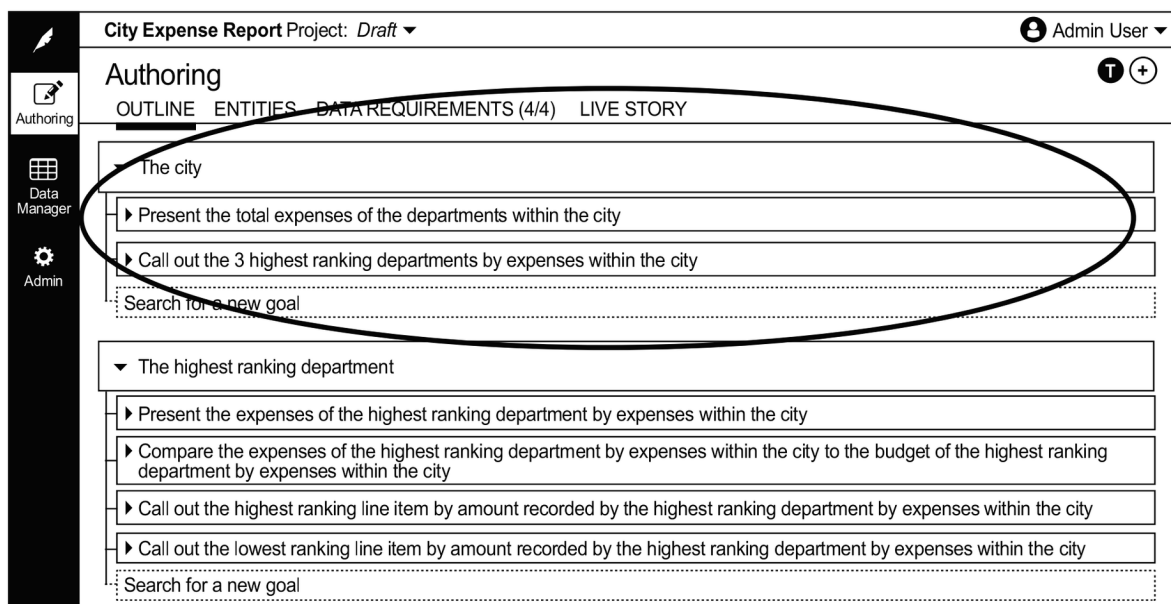 City Expense Report Project: Draft
Admin User
Authoring
T
Authoring
OUTLINE ENTITIES DATA REQUIREMENTS (4/4) LIVE STORY
Data
Manager
Admin
The city
Present the total expenses of the departments within the city
Call out the 3 highest ranking departments by expenses within the city
Search for a new goal
The highest ranking department
Present the expenses of the highest ranking department by expenses within the city
Compare the expenses of the highest ranking department by expenses within the city to the budget of the highest ranking
department by expenses within the city
Call out the highest ranking line item by amount recorded by the highest ranking department by expenses within the city
Call out the lowest ranking line item by amount recorded by the highest ranking department by expenses within the city
Search for a new goal